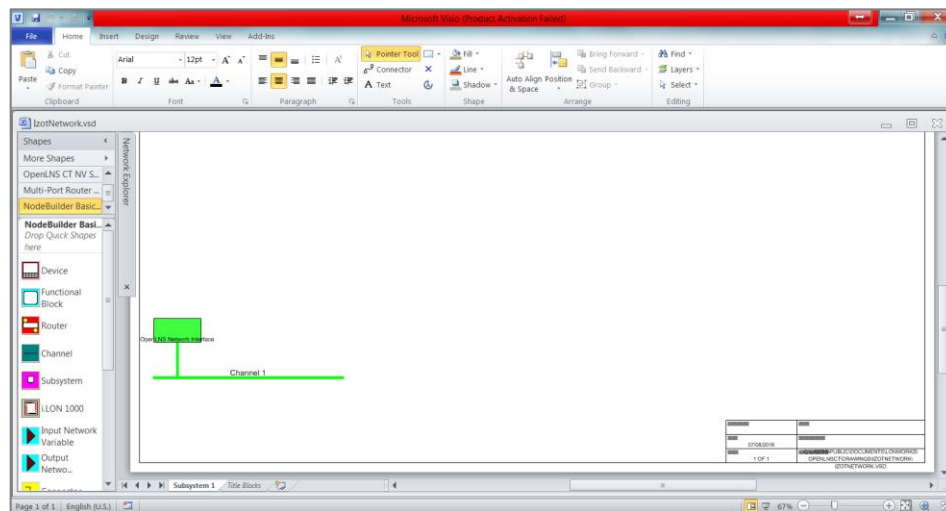 Microsoft Visio (Product Activation Failed)
File Home Insert Design Review View Add-Ins
Paste
Cut
Copy
Format Painter
Clipboard
Arial 12pt
B I U abc Aa A
Font
Paragraph
Pointer Tool
Connector
A Text
Tools
Fill
Line
Shadow
Shape
Auto Align & Space
Position
Bring Forward
Send Backward
Group
Arrange
Find
Layers
Select
Editing
IzotNetwork.vsd
Shapes
More Shapes
OpenLNS CT NV S...
Multi-Port Router ...
NodeBuilder Basic...
NodeBuilder Basi...
Drop Quick Shapes
here
Device
Functional
Block
Router
Channel
Subsystem
i.LON 1000
Input Network
Variable
Output
Netwo...
Network Explorer
OpenLNS Network Interface
Channel 1
07/08/2016
1 OF 1
OPENLNSCT\DRAWINGS\IZOTNETWORK\
IZOTNETWORK.VSD
Subsystem 1 Title Blocks
Page 1 of 1 English (U.S.) 67%